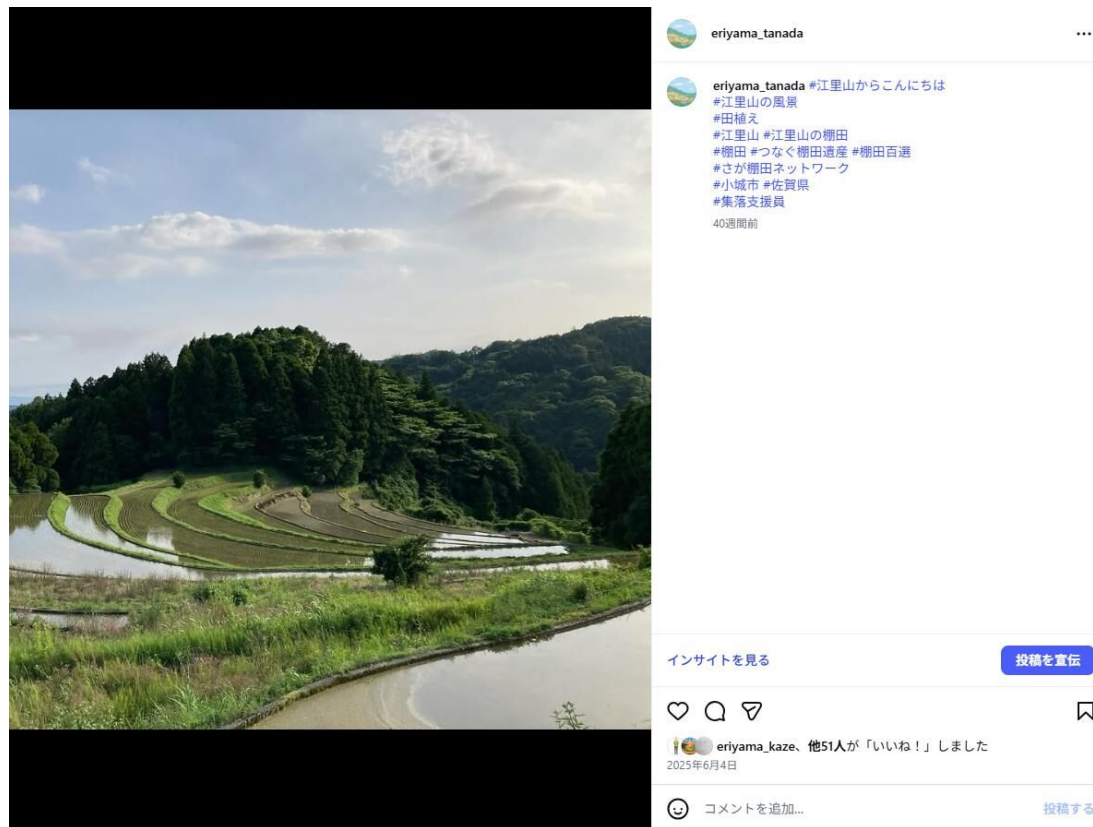 eriyama_tanada
eriyama_tanada #江里山からこんにちは
#江里山の風景
#田植え
#江里山 #江里山の棚田
#棚田 #つなぐ棚田遺産 #棚田百選
#さが棚田ネットワーク
#小城市 #佐賀県
#集落支援員
40週間前
インサイトを見る
投稿を宣伝
eriyama_kaze、他51人が「いいね！」しました
2025年6月4日
コメントを追加...
投稿する